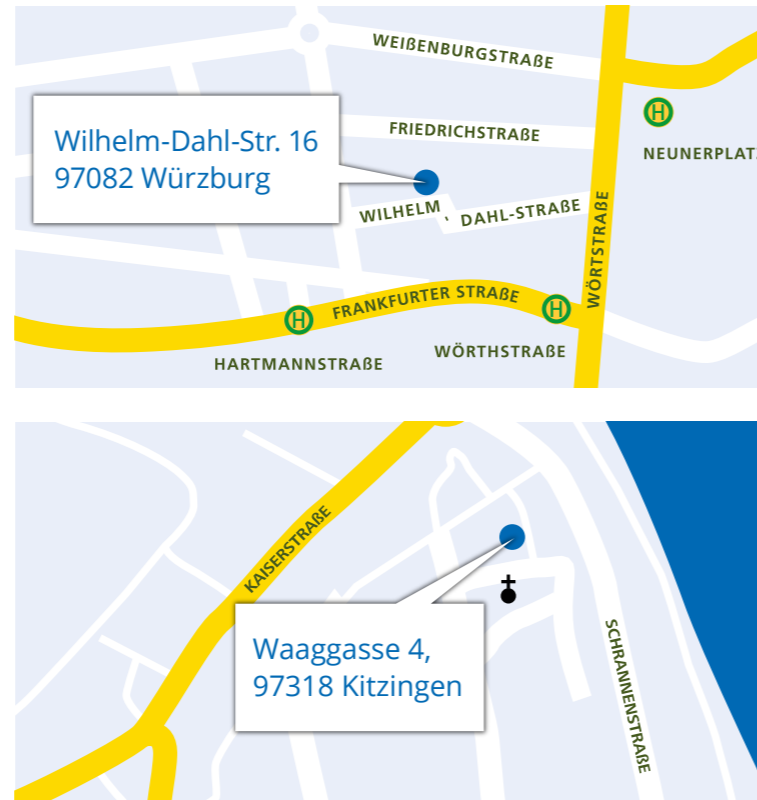 WEIßENBURGSTRAßE
FRIEDRICHSTRAßE
H
NEUNERPLATZ
Wilhelm-Dahl-Str. 16
97082 Würzburg
WILHELM, DAHL-STRAßE
WÖRTSTRAßE
FRANKFURTER STRAßE
H
H
WÖRTHSTRAßE
HARTMANNSTRAßE
KAISERSTRAßE
Waaggasse 4,
97318 Kitzingen
SCHRANNENSTRAßE